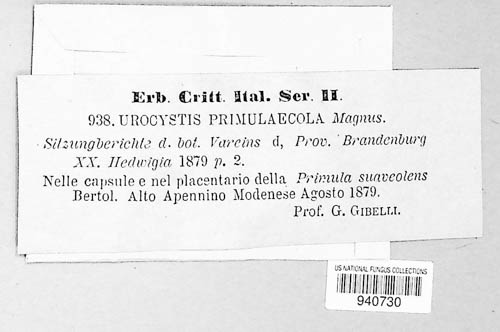 Erb. Critt. Ital. Ser. II.
938. UROCYSTIS PRIMULAECOLA Magnus.
Sitzungberichte d. bot. Vareins d, Prov. Brandenburg
XX. Hedwigia 1879 p. 2.
Nelle capsule e nel placentario della Primula suaveolens
Bertol. Alto Apennino Modenese Agosto 1879.
Prof. G. GIBELLI.
US NATIONAL FUNGUS COLLECTIONS
940730